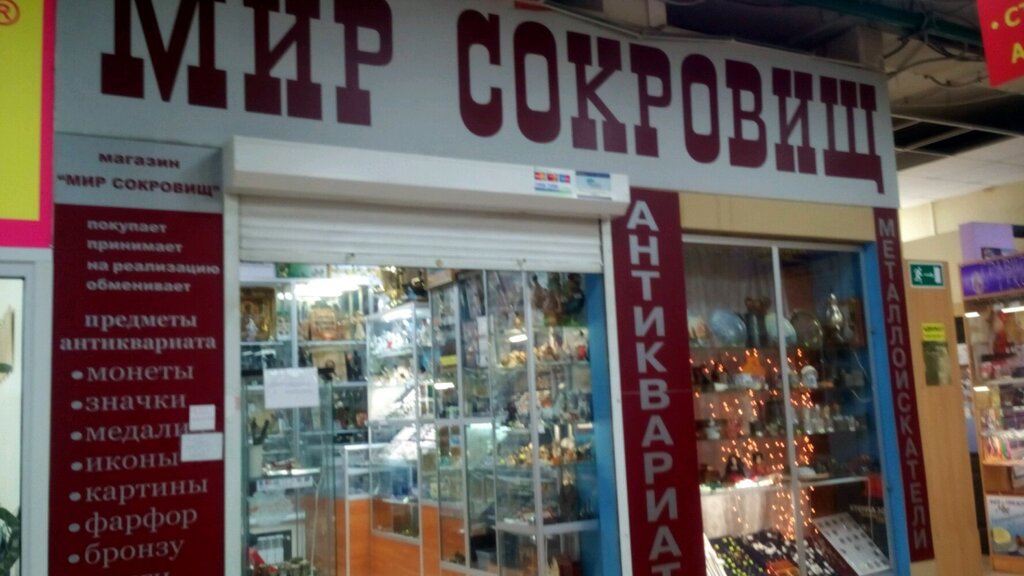 МИР СОКРОВИЩ
магазин
"МИР СОКРОВИЩ"
покупает
принимает
на реализацию
обменивает
предметы
антиквариата
•монеты
•значки
•медали
•иконы
•картины
•фарфор
•бронзу
АНТИКВАРИАТ
МЕТАЛЛОИСКАТЕЛИ